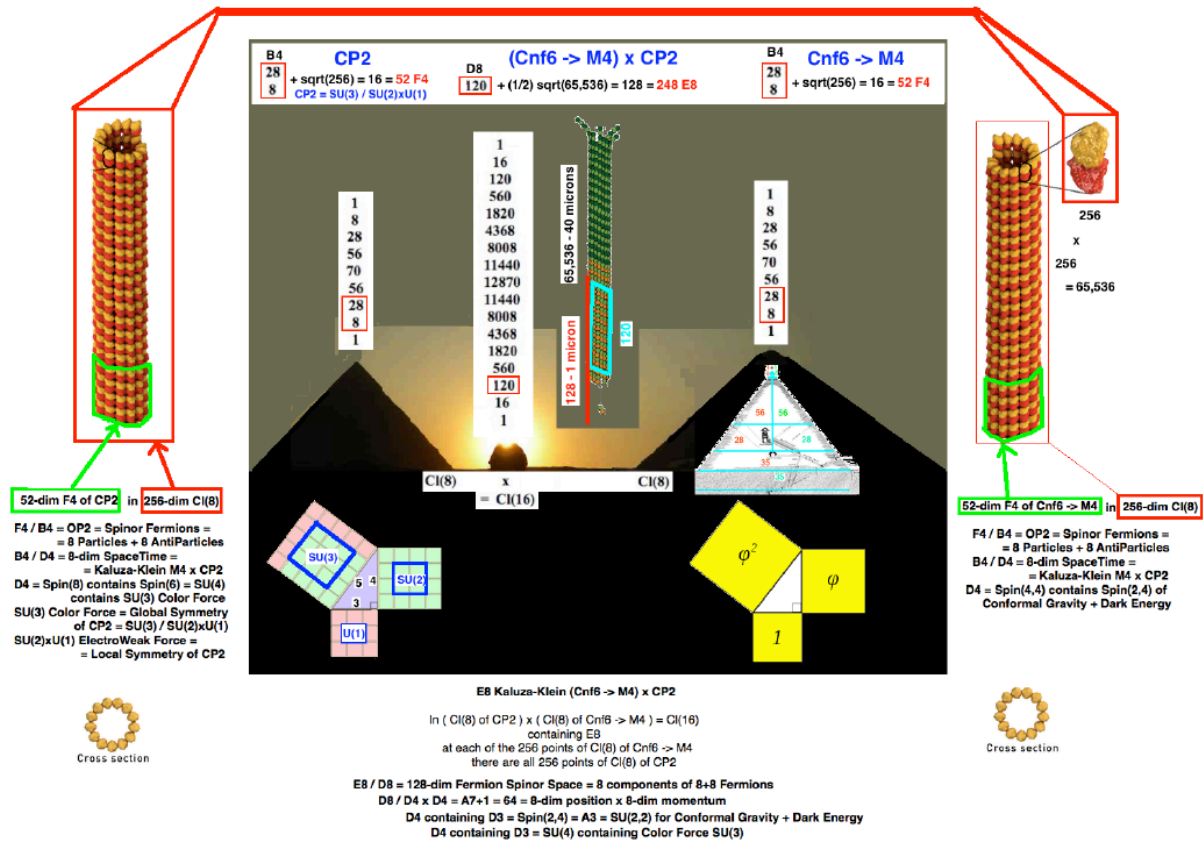 B4
28
8
CP2
+ sqrt(256) = 16 = 52 F4
CP2 = SU(3) / SU(2)xU(1)
(Cnf6 -> M4) x CP2
D8
120
+ (1/2) sqrt(65,536) = 128 = 248 E8
B4
28
8
Cnf6 -> M4
+ sqrt(256) = 16 = 52 F4
1
8
28
56
70
56
28
8
1
1
16
120
560
1820
4368
8008
11440
12870
11440
8008
4368
1820
560
120
16
1
65,536 - 40 microns
128 - 1 micron
120
1
8
28
56
70
56
28
8
1
256
x
256
= 65,536
56 56
28 28
35
35
Cl(8) x Cl(8)
= Cl(16)
SU(3)
5 4
3
SU(2)
U(1)
φ²
φ
1
52-dim F4 of CP2 in 256-dim Cl(8)
F4 / B4 = OP2 = Spinor Fermions =
= 8 Particles + 8 AntiParticles
B4 / D4 = 8-dim SpaceTime =
= Kaluza-Klein M4 x CP2
D4 = Spin(8) contains Spin(6) = SU(4)
contains SU(3) Color Force
SU(3) Color Force = Global Symmetry
of CP2 = SU(3) / SU(2)xU(1)
SU(2)xU(1) ElectroWeak Force =
= Local Symmetry of CP2
Cross section
52-dim F4 of Cnf6 -> M4 in 256-dim Cl(8)
F4 / B4 = OP2 = Spinor Fermions =
= 8 Particles + 8 AntiParticles
B4 / D4 = 8-dim SpaceTime =
= Kaluza-Klein M4 x CP2
D4 = Spin(4,4) contains Spin(2,4) of
Conformal Gravity + Dark Energy
Cross section
E8 Kaluza-Klein (Cnf6 -> M4) x CP2
In ( Cl(8) of CP2 ) x ( Cl(8) of Cnf6 -> M4 ) = Cl(16)
containing E8
at each of the 256 points of Cl(8) of Cnf6 -> M4
there are all 256 points of Cl(8) of CP2
E8 / D8 = 128-dim Fermion Spinor Space = 8 components of 8+8 Fermions
D8 / D4 x D4 = A7+1 = 64 = 8-dim position x 8-dim momentum
D4 containing D3 = Spin(2,4) = A3 = SU(2,2) for Conformal Gravity + Dark Energy
D4 containing D3 = SU(4) containing Color Force SU(3)